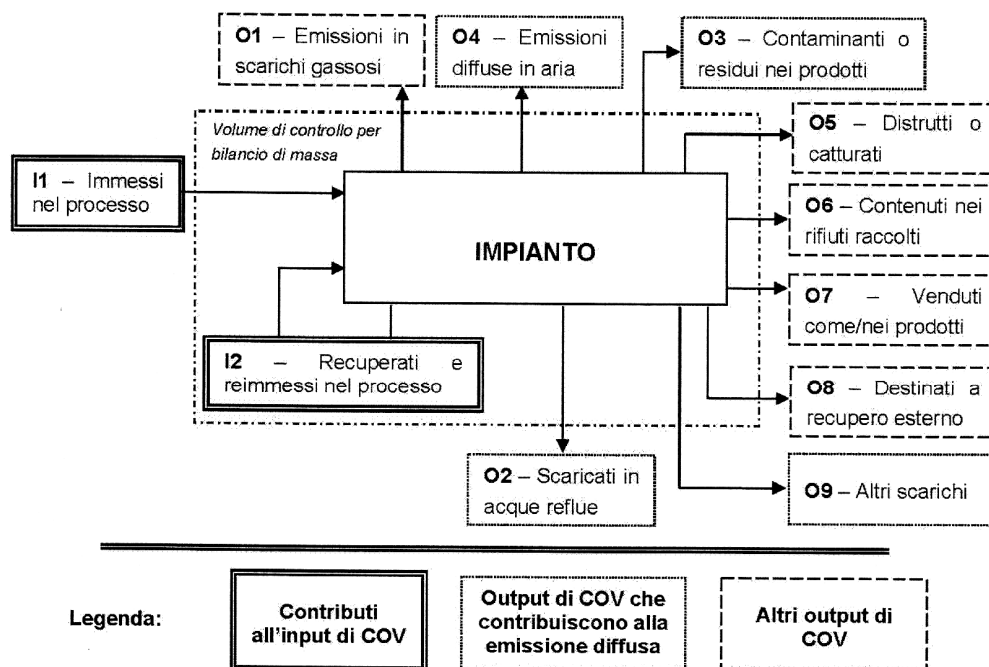 O1 – Emissioni in
scarichi gassosi
O4 – Emissioni
diffuse in aria
O3 – Contaminanti o
residui nei prodotti
Volume di controllo per
bilancio di massa
O5 – Distrutti o
catturati
I1 – Immessi
nel processo
O6 – Contenuti nei
rifiuti raccolti
IMPIANTO
O7 – Venduti
come/nei prodotti
I2 – Recuperati e
reimmessi nel processo
O8 – Destinati a
recupero esterno
O2 – Scaricati in
acque reflue
O9 – Altri scarichi
Legenda:
Contributi
all'input di COV
Output di COV che
contribuiscono alla
emissione diffusa
Altri output di
COV